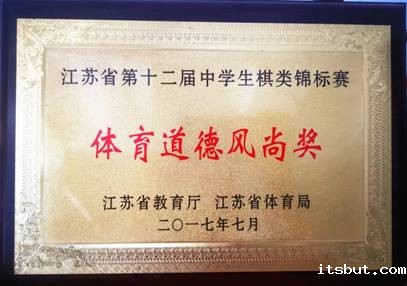 江苏省第十二届中学生棋类锦标赛
体育道德风尚奖
江苏省教育厅 江苏省体育局
二〇一七年七月
itsbut.com